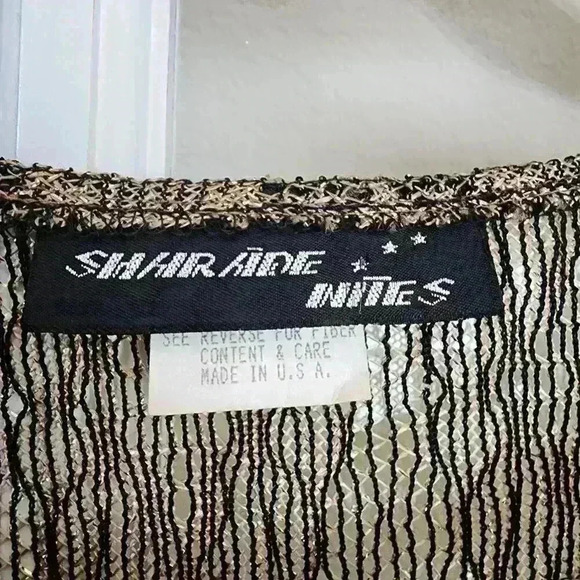 SHARADE
NITES
SEE REVERSE FOR FIBER
CONTENT & CARE
MADE IN U.S A.